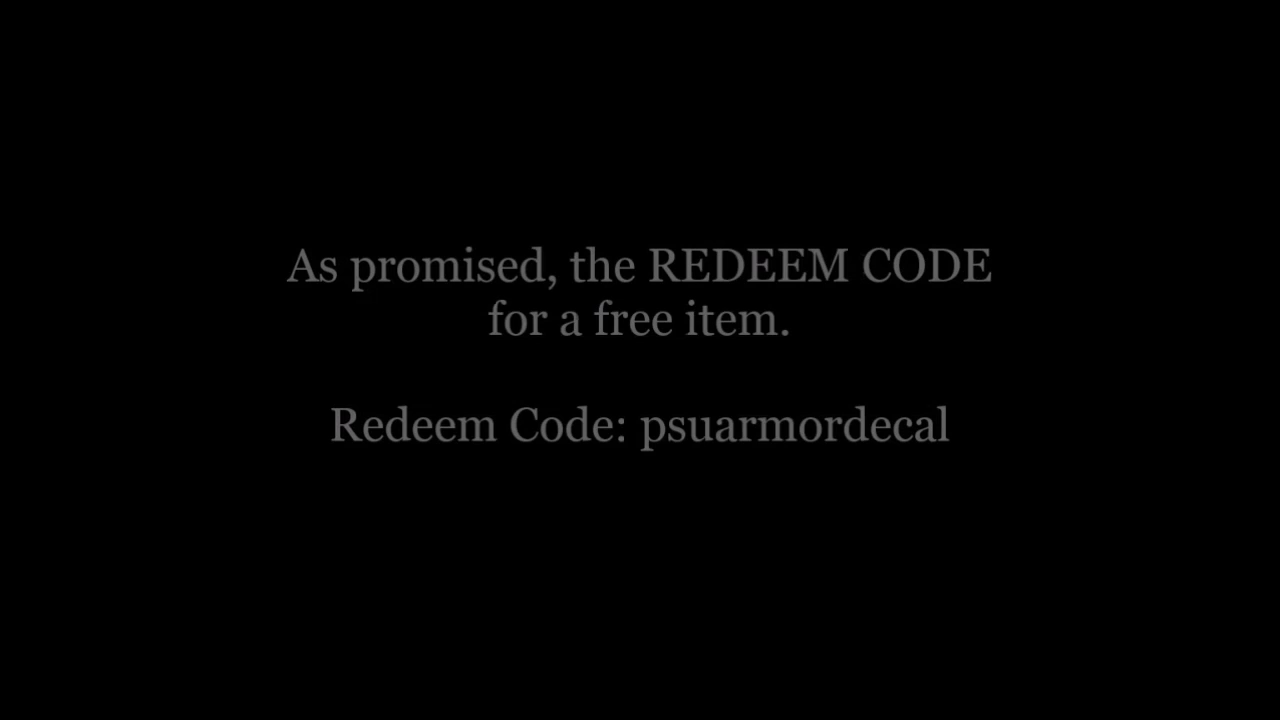 As promised, the REDEEM CODE
for a free item.
Redeem Code: psuarmordecal